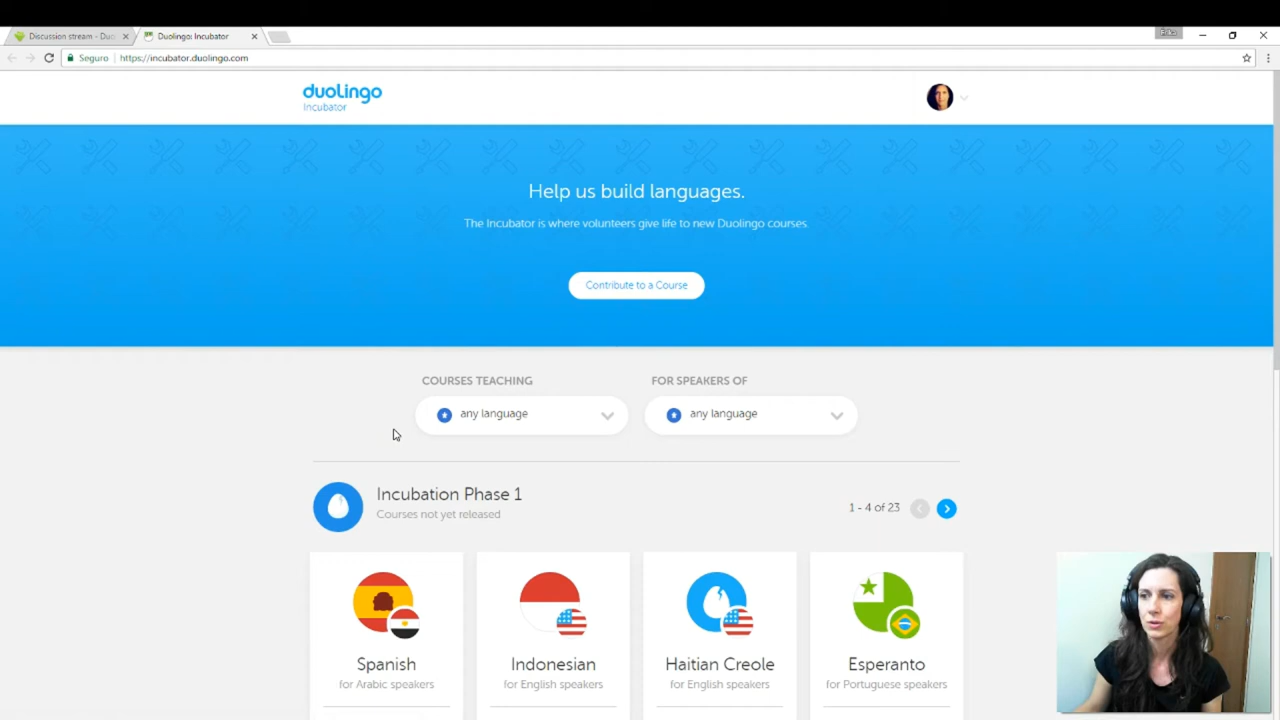 Discussion stream - Duo
Duolingo: Incubator
Erika
Seguro https://incubator.duolingo.com
duolingo
Incubator
Help us build languages.
The Incubator is where volunteers give life to new Duolingo courses.
Contribute to a Course
COURSES TEACHING
any language
FOR SPEAKERS OF
any language
Incubation Phase 1
Courses not yet released
1 - 4 of 23
Spanish
for Arabic speakers
Indonesian
for English speakers
Haitian Creole
for English speakers
Esperanto
for Portuguese speakers